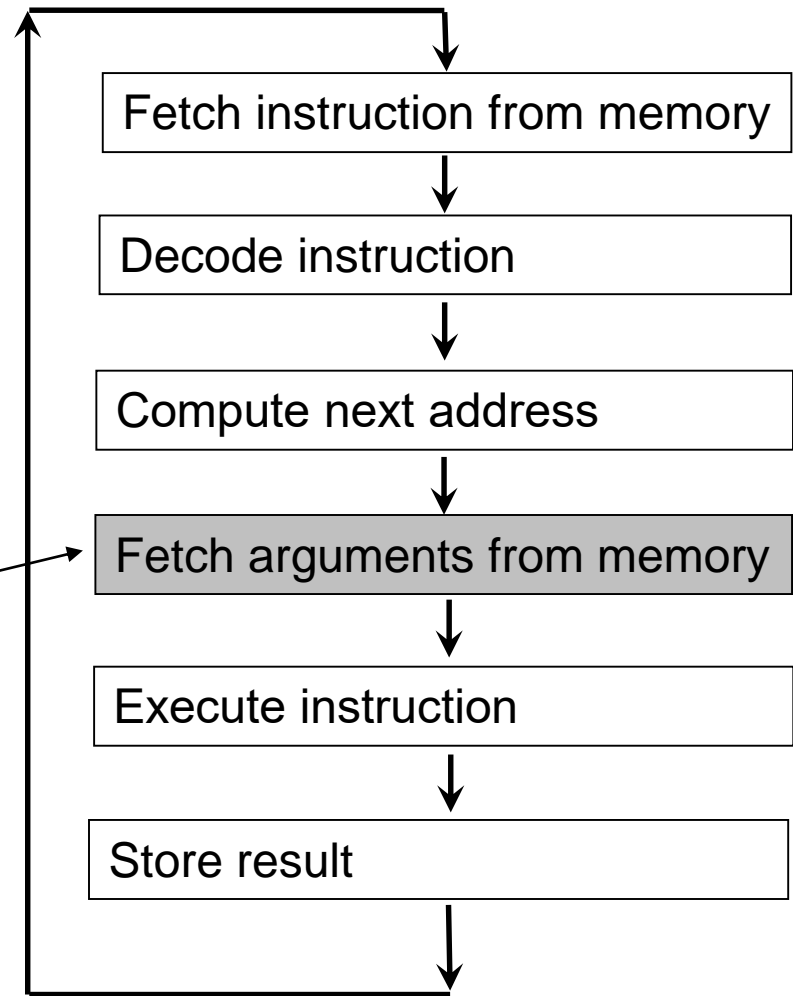 Fetch instruction from memory
Decode instruction
Compute next address
Fetch arguments from memory
Execute instruction
Store result